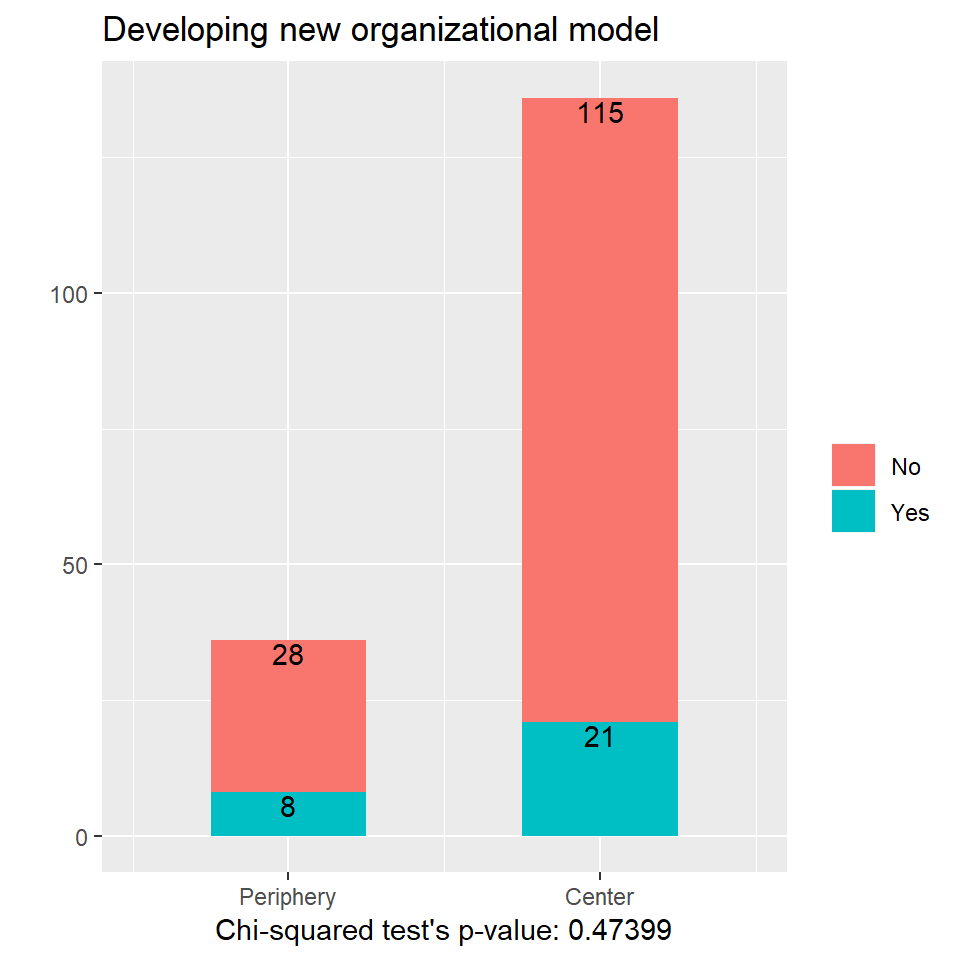 Developing new organizational model
115
100
No
Yes
50
28
21
8
0
Periphery
Center
Chi-squared test's p-value: 0.47399